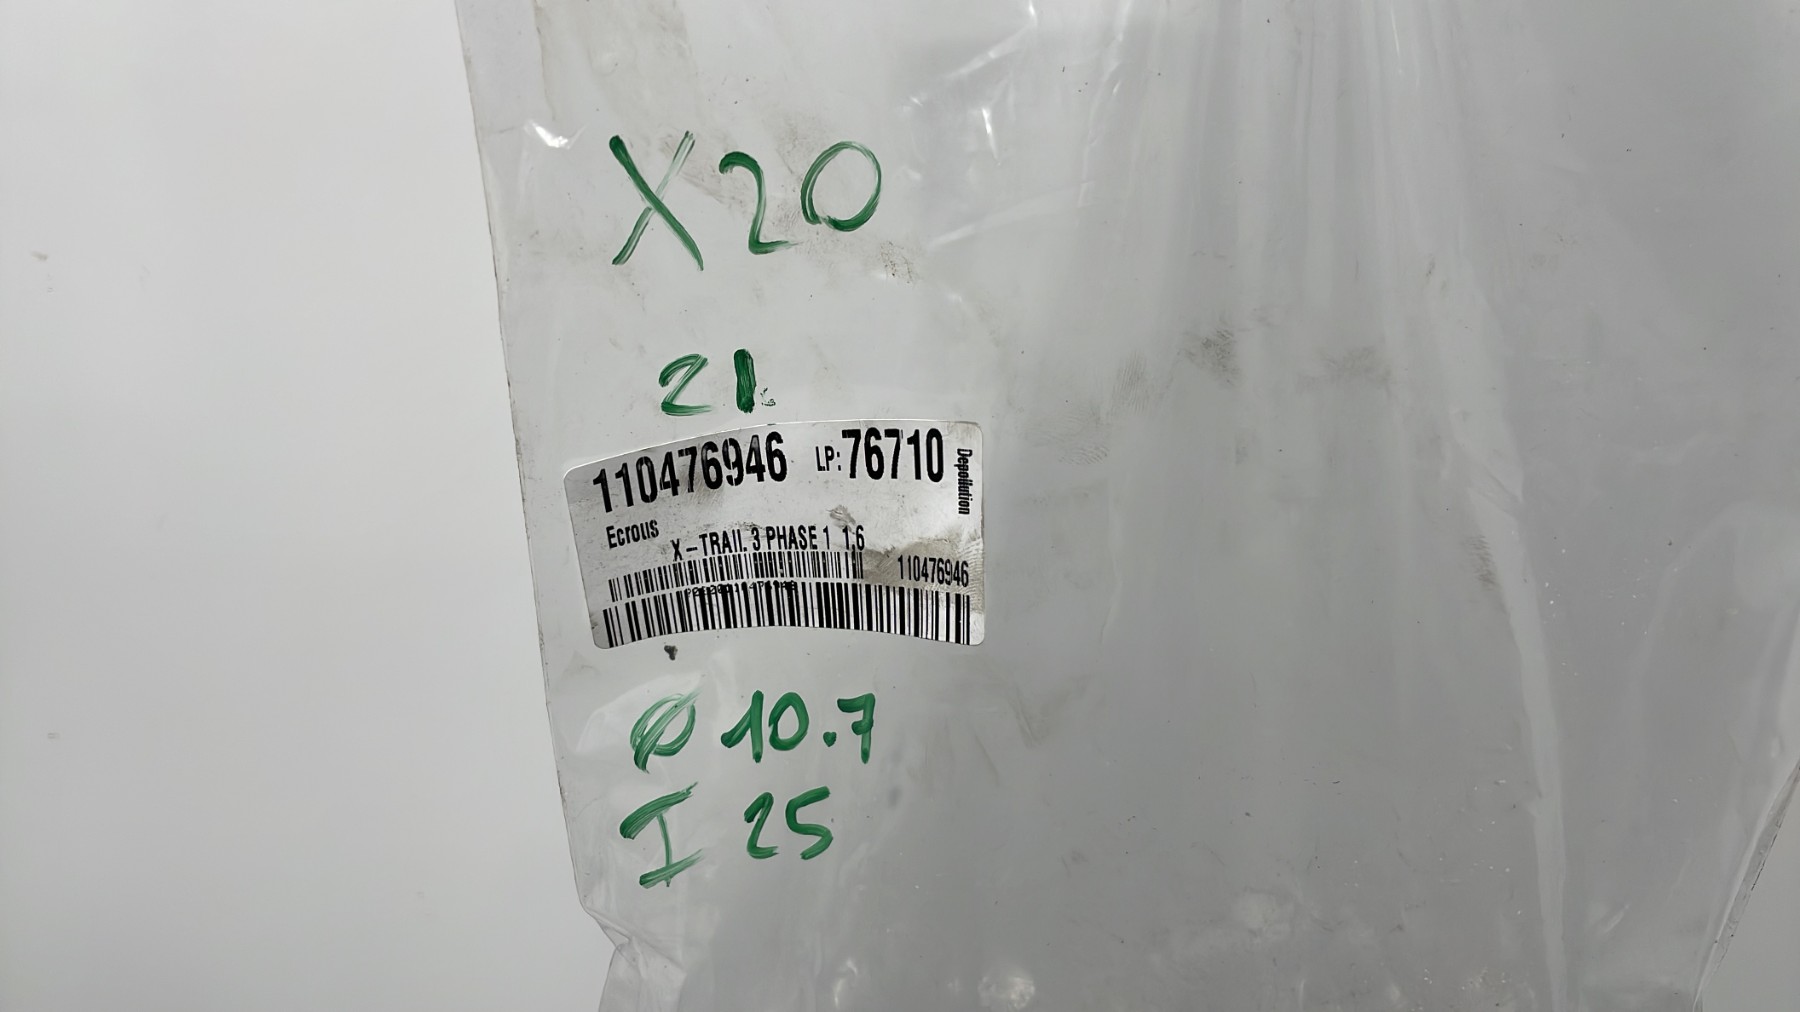 X20
21
110476946 LP:76710
Depollution
Ecrous
X-TRAIL 3 PHASE 1 1.6
110476946
Ø 10.7
I 25